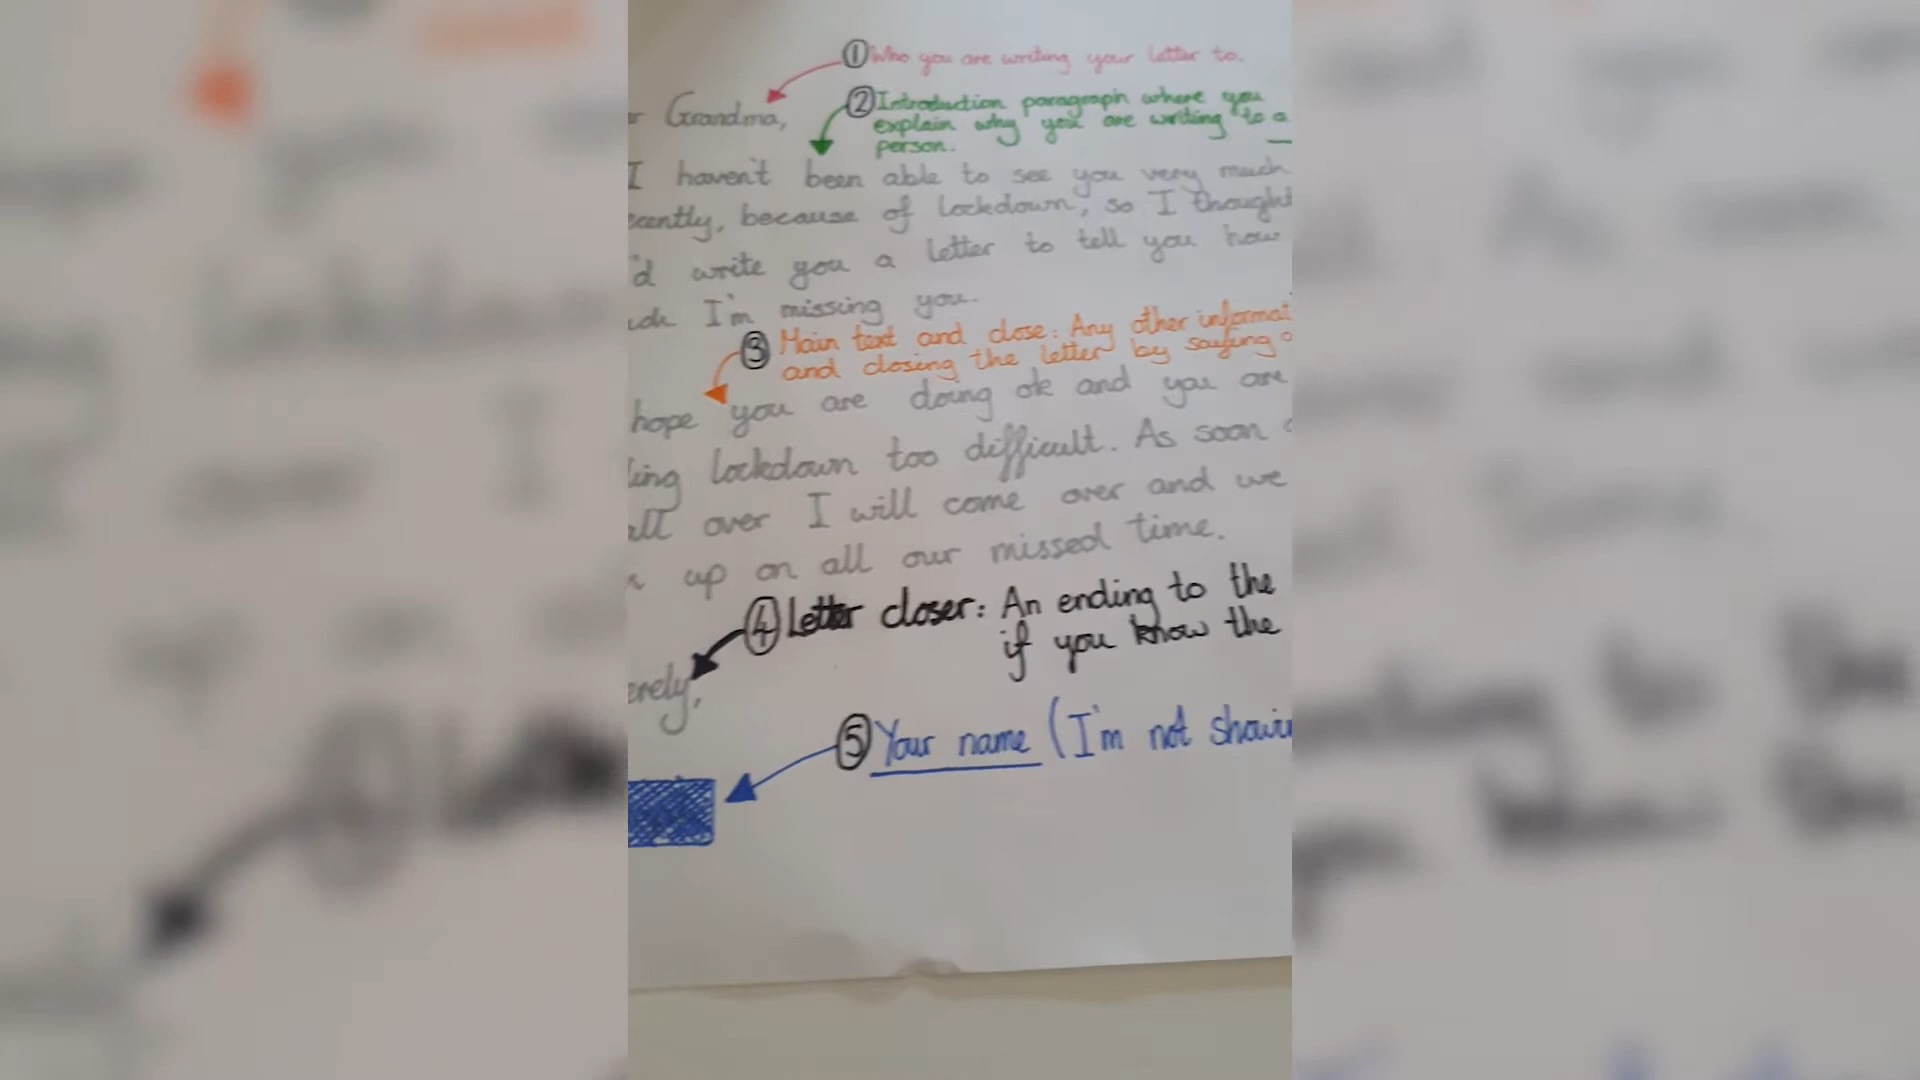 ① Who you are writing your letter to.
Grandma,
② Introduction paragraph where you
explain why you are writing to a
person.
I haven't been able to see you very much
because of lockdown, so I thought
'd write you a letter to tell you how
I'm missing you.
③ Main text and close: Any other informat
and closing the letter by saying
hope you are doing ok and you are
lockdown too difficult. As soon
all over I will come over and we
up on all our missed time.
④ Letter closer: An ending to the
if you know the
erely,
⑤ Your name (I'm not showin